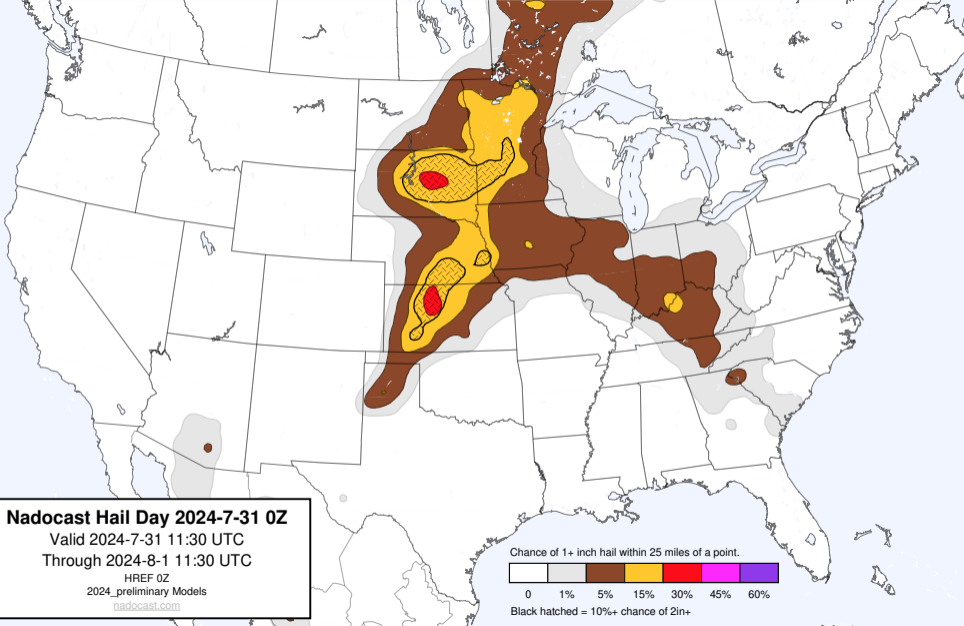 Nadocast Hail Day 2024-7-31 0Z
Valid 2024-7-31 11:30 UTC
Through 2024-8-1 11:30 UTC
HREF 0Z
2024_preliminary Models
nadocast.com
Chance of 1+ inch hail within 25 miles of a point.
0 1% 5% 15% 30% 45% 60%
Black hatched = 10%+ chance of 2in+